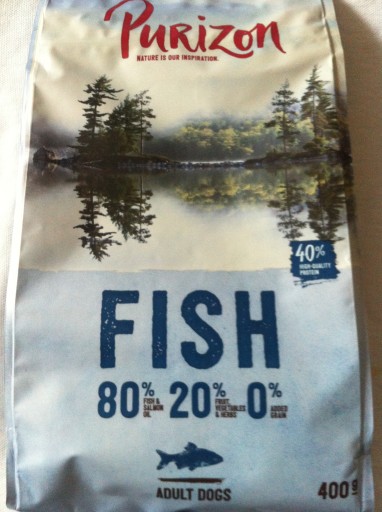 PURIZON
NATURE IS OUR INSPIRATION.
40%
HIGH-QUALITY
PROTEIN
FISH
80% FISH & SALMON OIL 20% FRUIT, VEGETABLES & HERBS 0% ADDED GRAIN
ADULT DOGS
400g